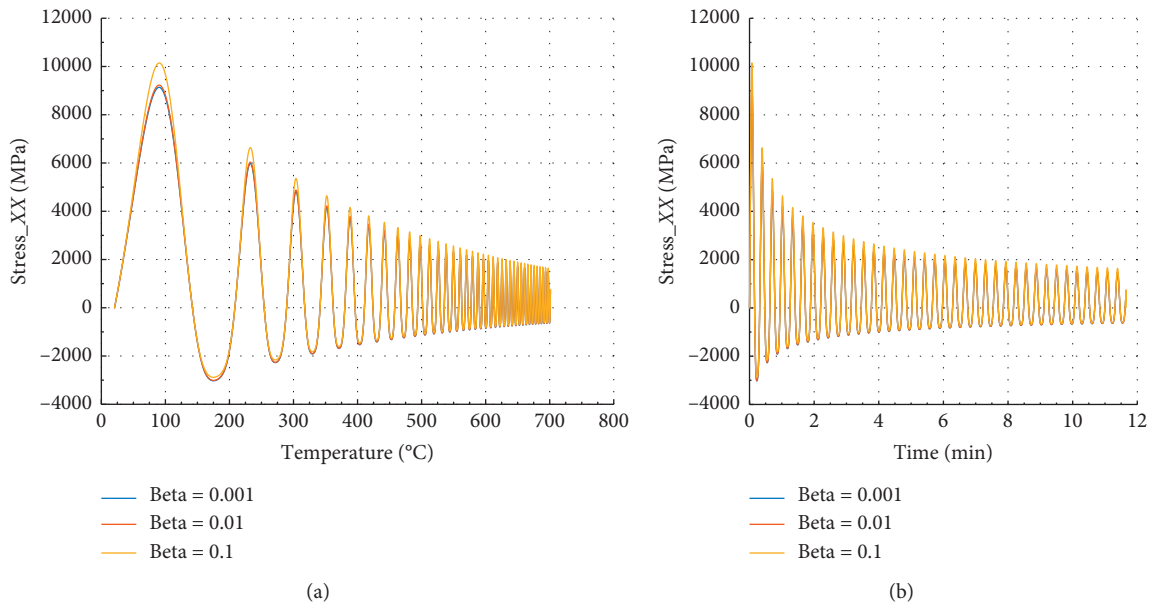 12000
10000
8000
6000
4000
2000
0
−2000
−4000
Stress_XX (MPa)
0 100 200 300 400 500 600 700 800
Temperature (°C)
Beta = 0.001
Beta = 0.01
Beta = 0.1
(a)
12000
10000
8000
6000
4000
2000
0
−2000
−4000
Stress_XX (MPa)
0 2 4 6 8 10 12
Time (min)
Beta = 0.001
Beta = 0.01
Beta = 0.1
(b)